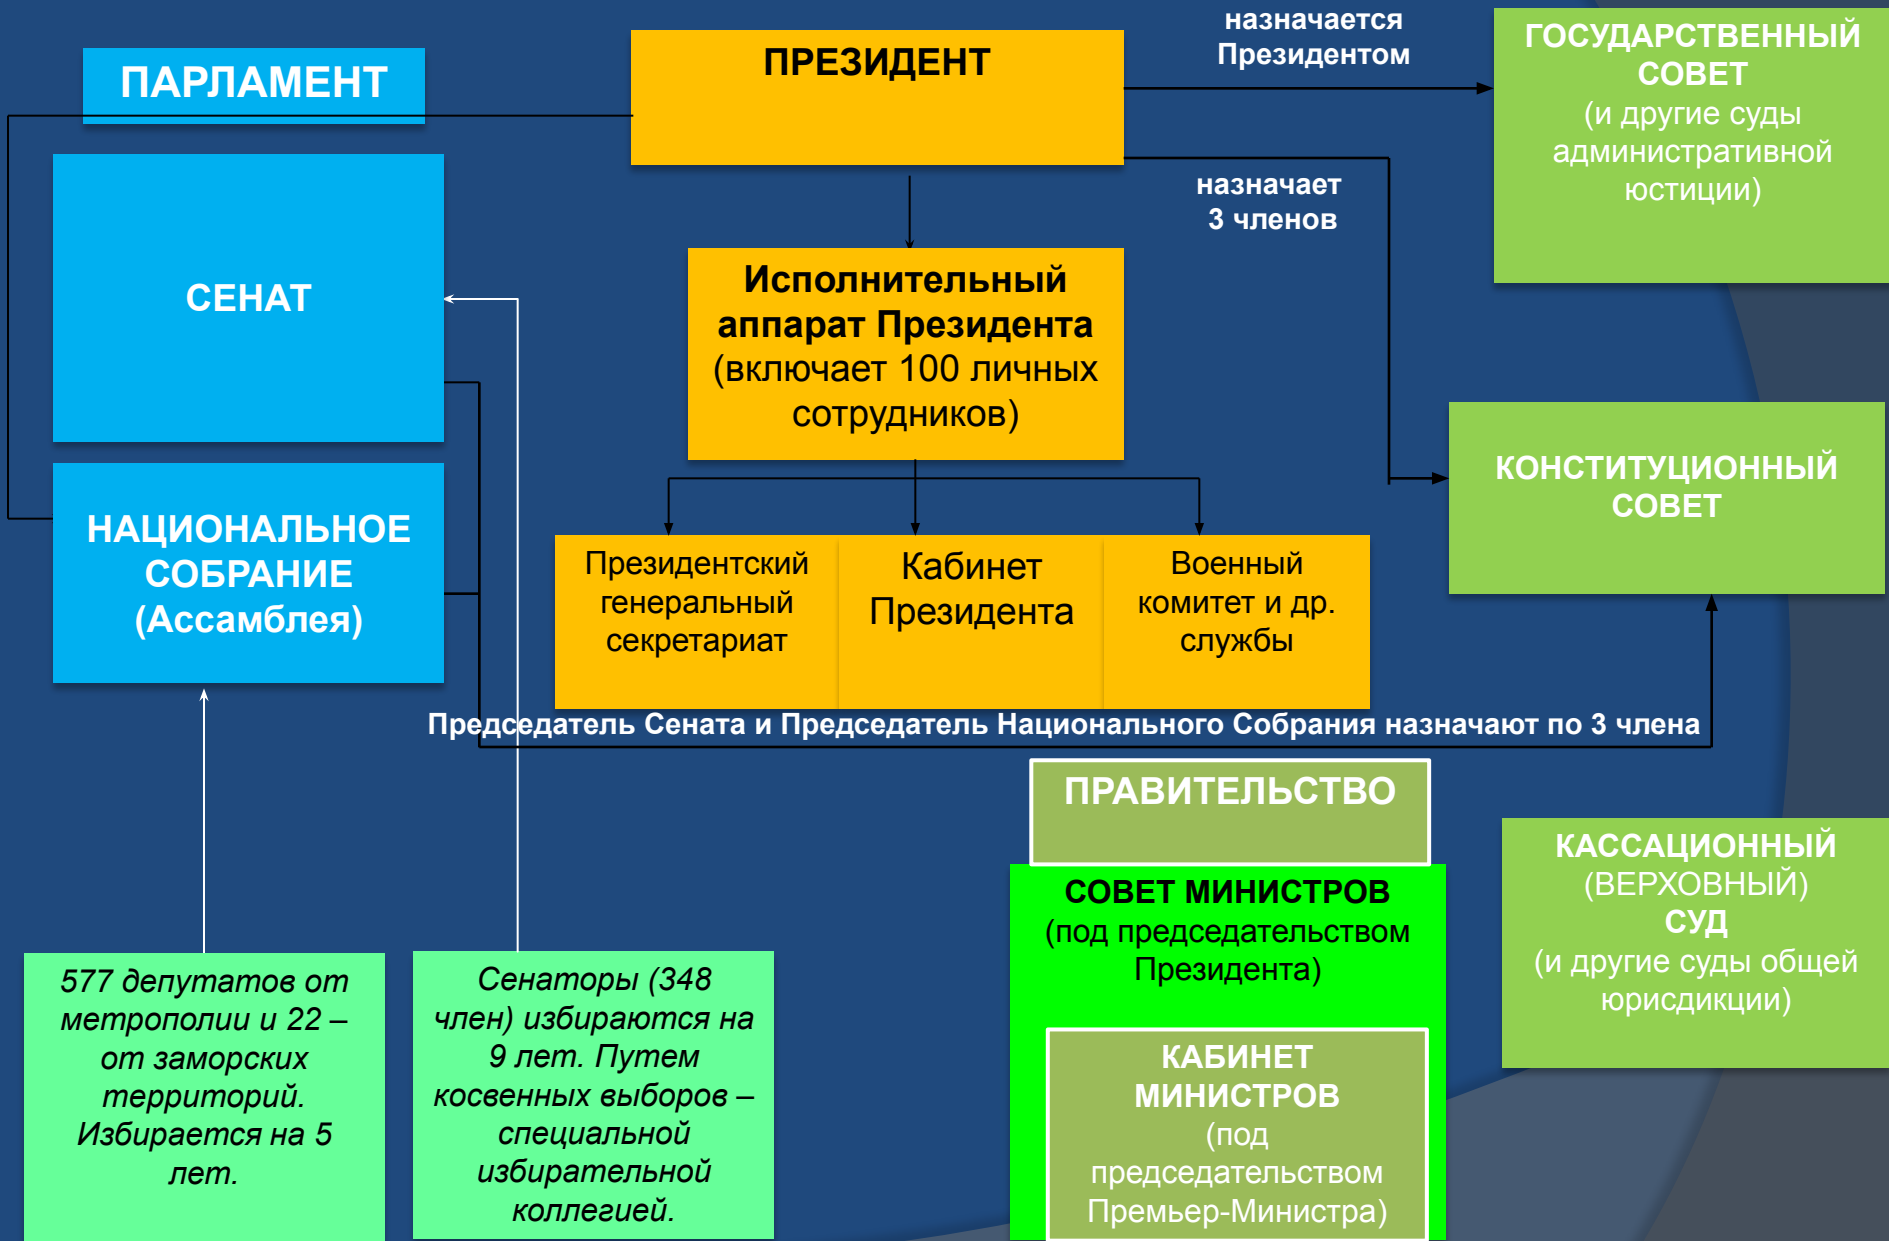 ПАРЛАМЕНТ
ПРЕЗИДЕНТ
назначается
Президентом
ГОСУДАРСТВЕННЫЙ
СОВЕТ
(и другие суды
административной
юстиции)
назначает
3 членов
СЕНАТ
Исполнительный
аппарат Президента
(включает 100 личных
сотрудников)
КОНСТИТУЦИОННЫЙ
СОВЕТ
НАЦИОНАЛЬНОЕ
СОБРАНИЕ
(Ассамблея)
Президентский
генеральный
секретариат
Кабинет
Президента
Военный
комитет и др.
службы
Председатель Сената и Председатель Национального Собрания назначают по 3 члена
ПРАВИТЕЛЬСТВО
СОВЕТ МИНИСТРОВ
(под председательством
Президента)
КАБИНЕТ
МИНИСТРОВ
(под
председательством
Премьер-Министра)
КАССАЦИОННЫЙ
(ВЕРХОВНЫЙ)
СУД
(и другие суды общей
юрисдикции)
577 депутатов от
метрополии и 22 –
от заморских
территорий.
Избирается на 5
лет.
Сенаторы (348
член) избираются на
9 лет. Путем
косвенных выборов –
специальной
избирательной
коллегией.